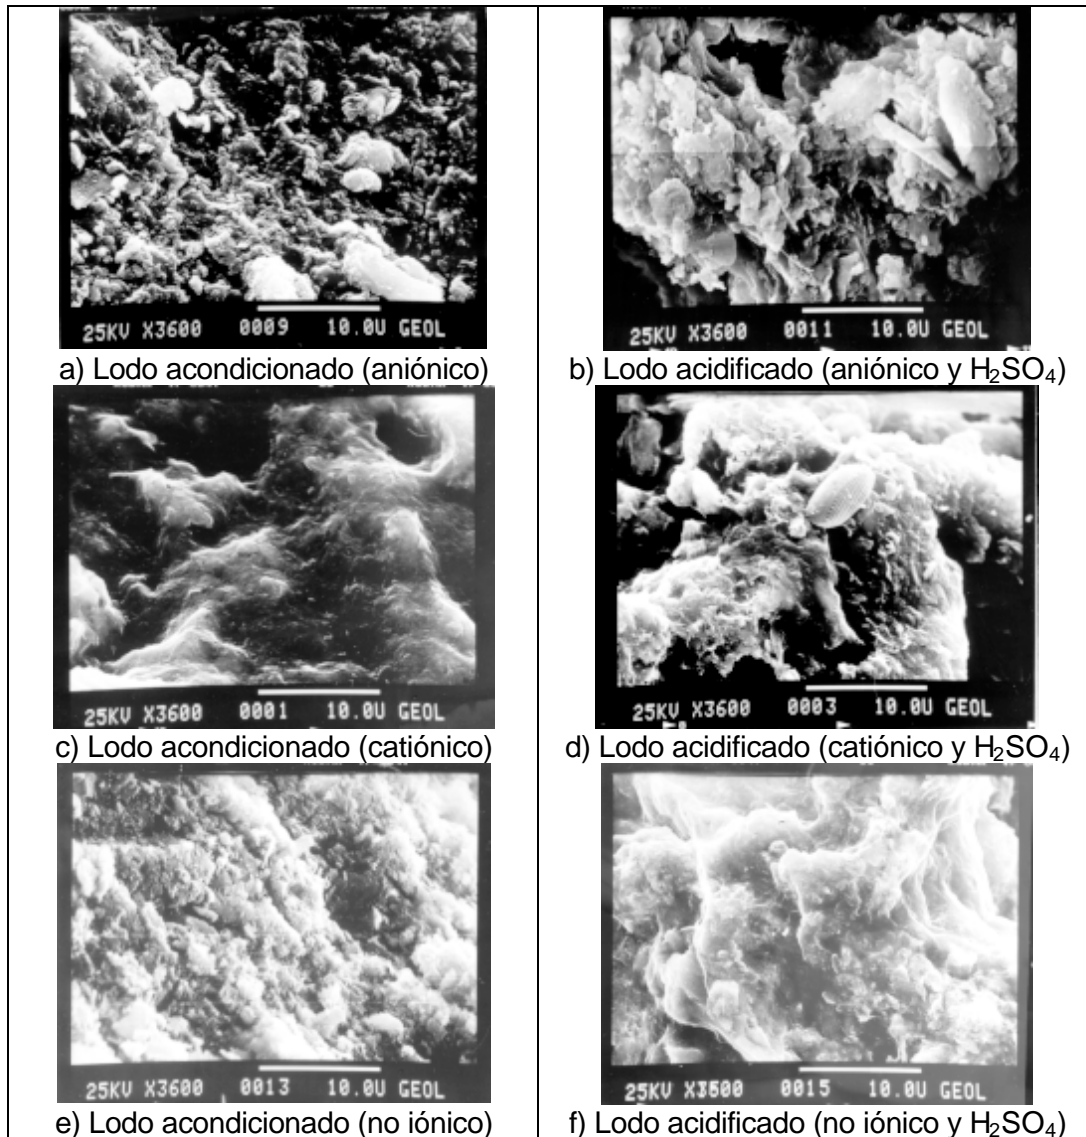 25KV X3600 0009 10.0U GEOL
25KV X3600 0011 10.0U GEOL
a) Lodo acondicionado (aniónico)
b) Lodo acidificado (aniónico y H₂SO₄)
25KV X3600 0001 10.0U GEOL
25KV X3600 0003 10.0U GEOL
c) Lodo acondicionado (catiónico)
d) Lodo acidificado (catiónico y H₂SO₄)
25KV X3600 0013 10.0U GEOL
25KV 0015 10.0U GEOL
e) Lodo acondicionado (no iónico)
f) Lodo acidificado (no iónico y H₂SO₄)